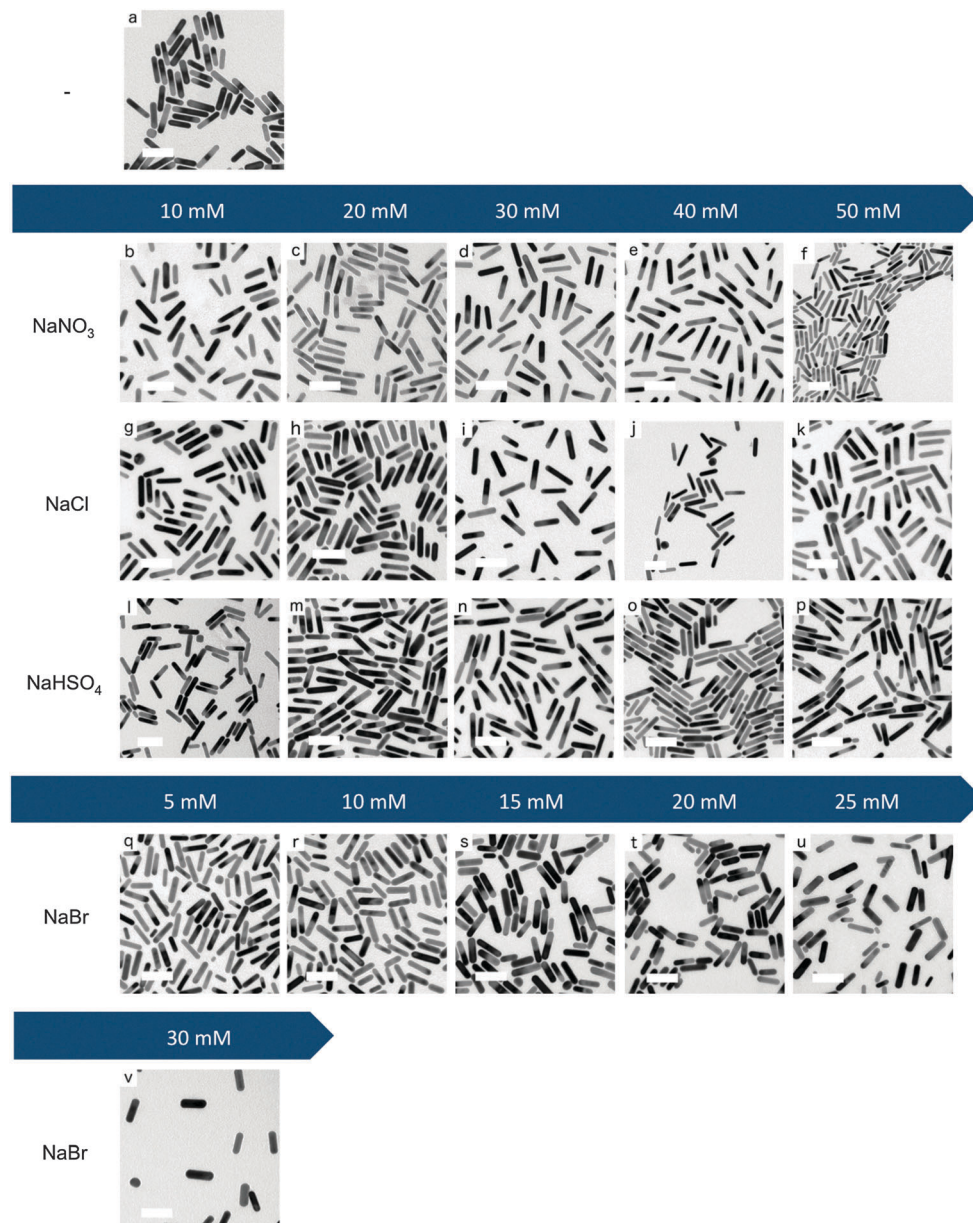 a
-
10 mM 20 mM 30 mM 40 mM 50 mM
b c d e f
NaNO₃
g h i j k
NaCl
l m n o p
NaHSO₄
5 mM 10 mM 15 mM 20 mM 25 mM
q r s t u
NaBr
30 mM
v
NaBr